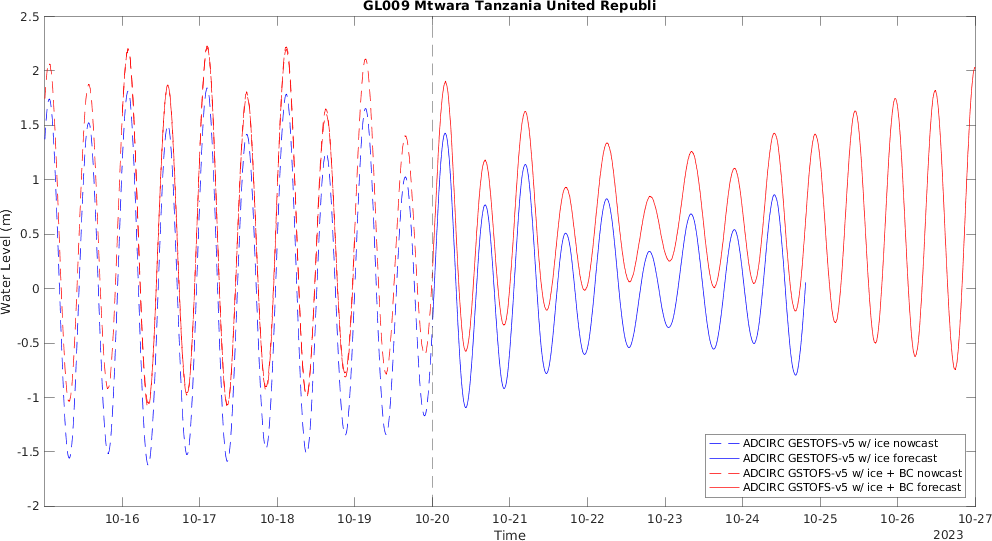 GL009 Mtwara Tanzania United Republi
2.5
2
1.5
1
0.5
0
-0.5
-1
-1.5
-2
Water Level (m)
10-16 10-17 10-18 10-19 10-20 10-21 10-22 10-23 10-24 10-25 10-26 10-27
Time
2023
ADCIRC GESTOFS-v5 w/ ice nowcast
ADCIRC GESTOFS-v5 w/ ice forecast
ADCIRC GSTOFS-v5 w/ ice + BC nowcast
ADCIRC GSTOFS-v5 w/ ice + BC forecast